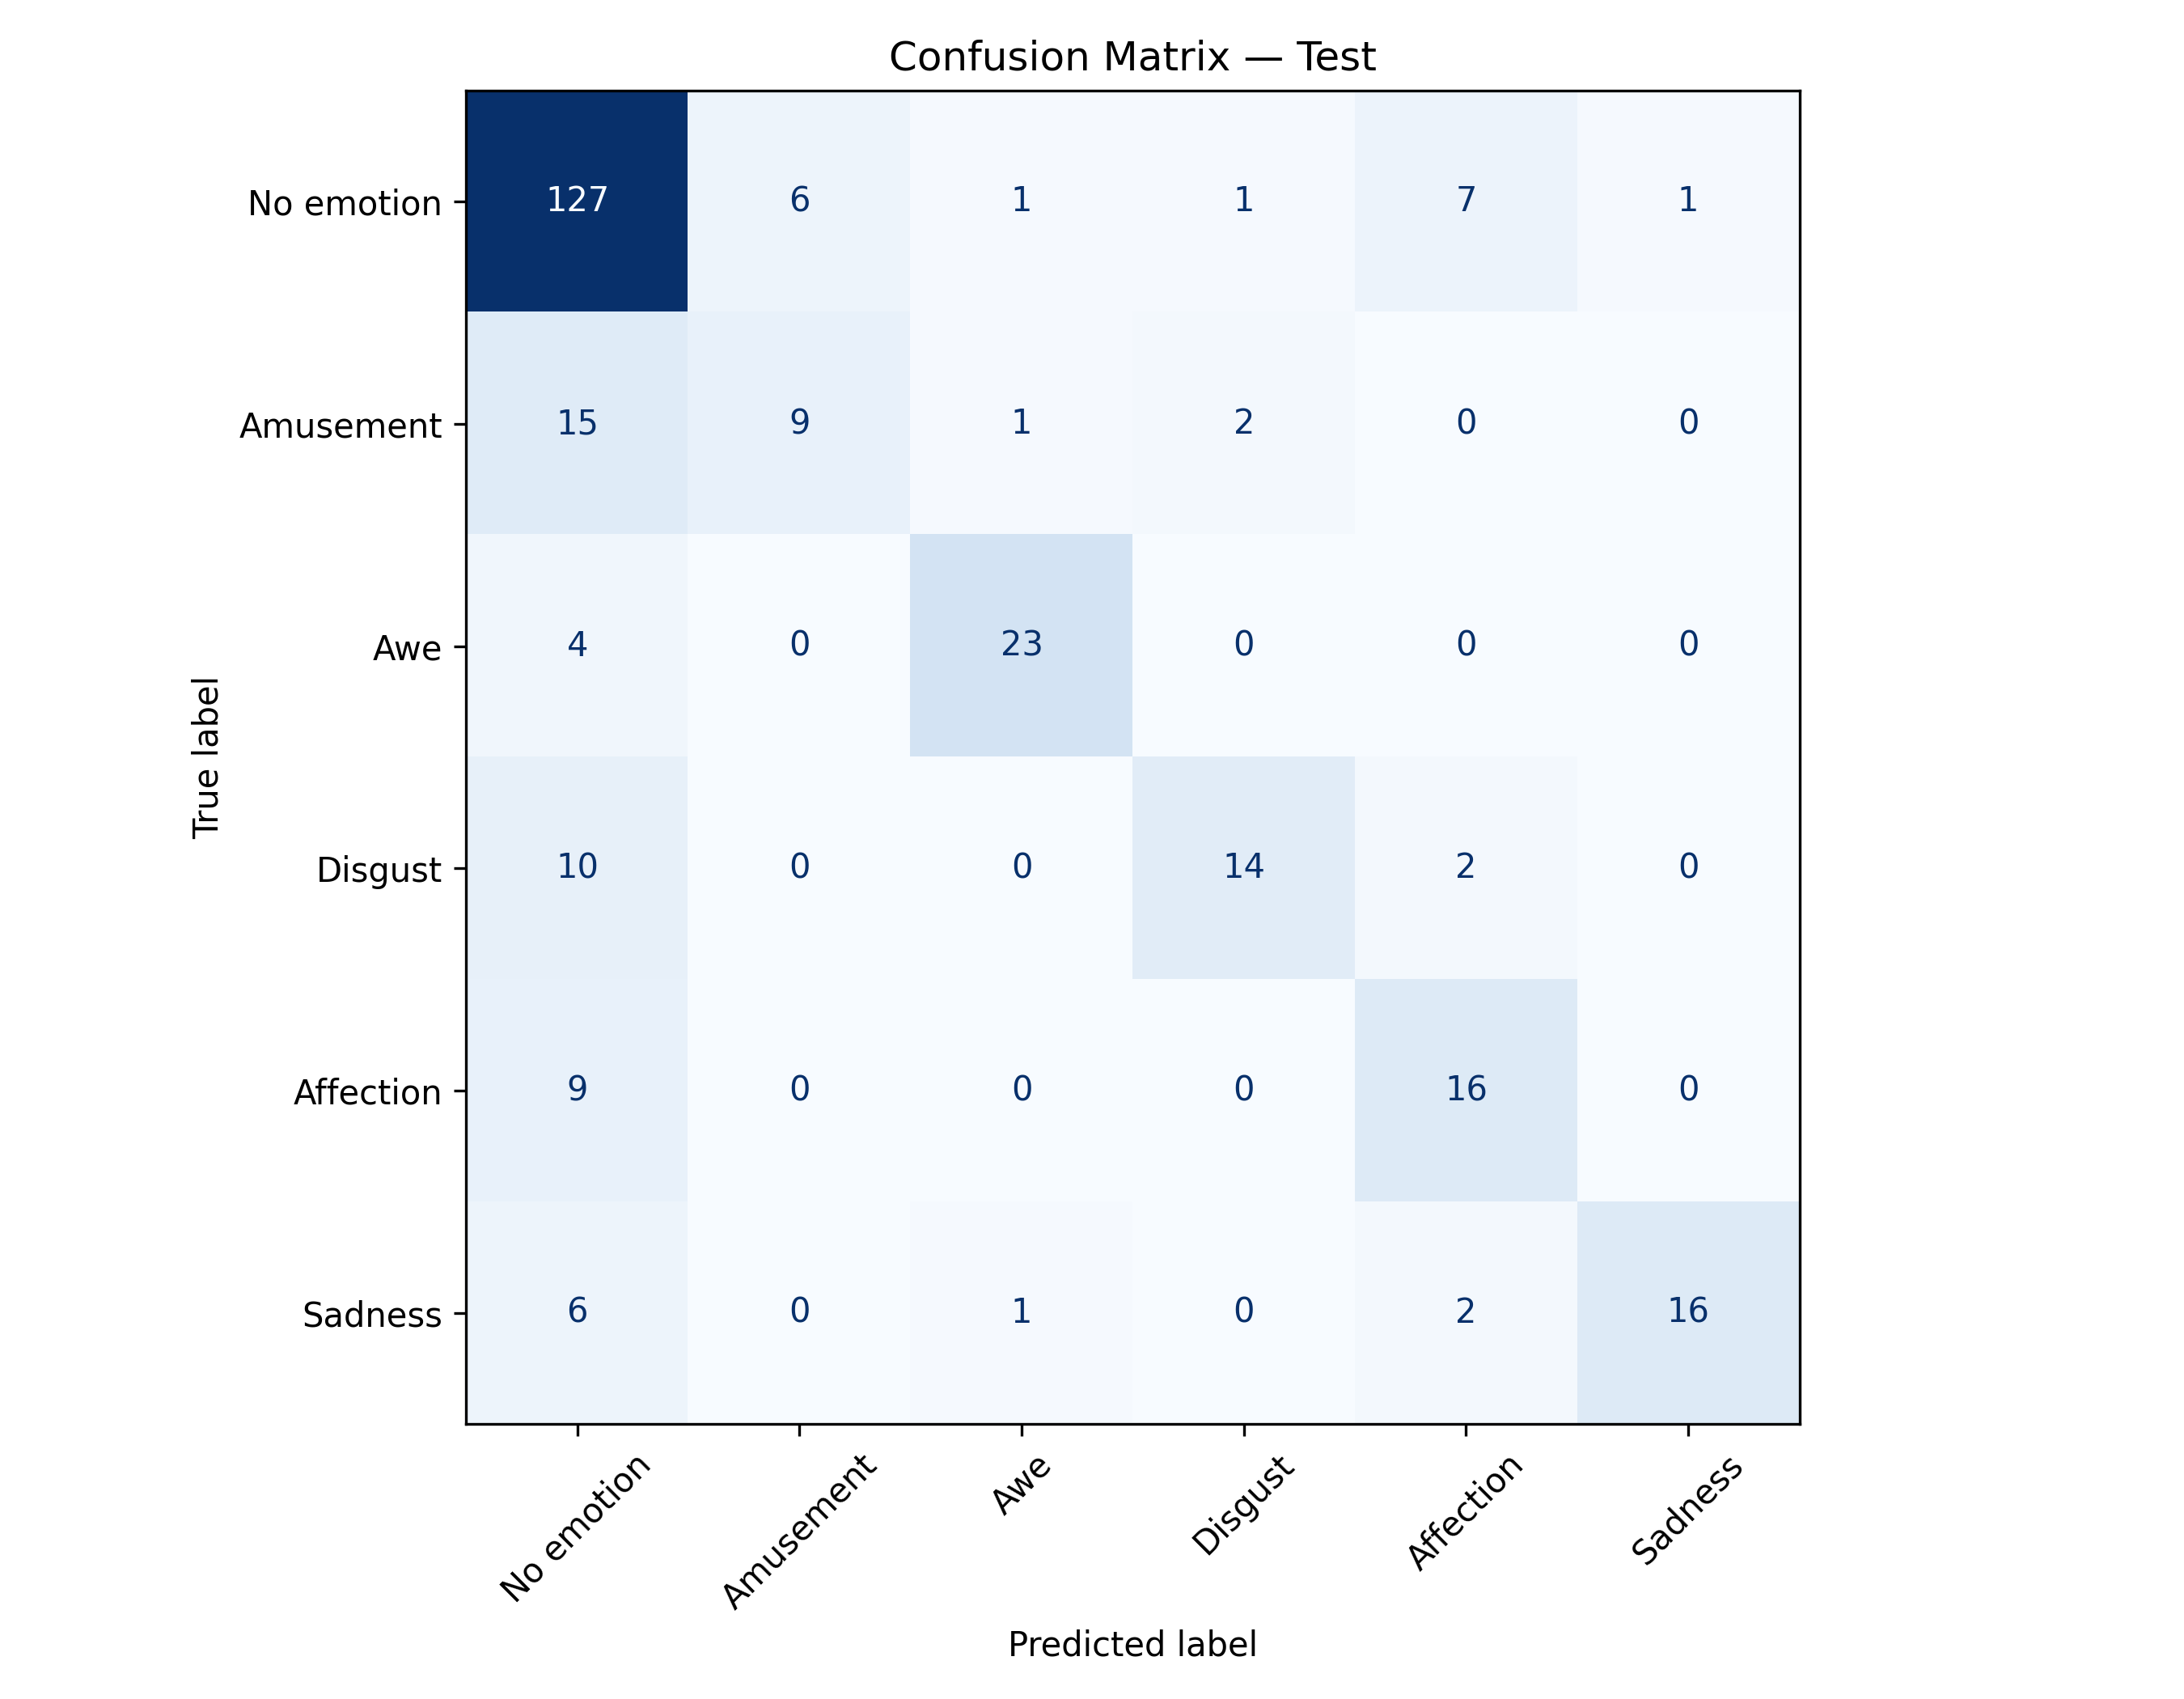 Confusion Matrix — Test
No emotion 127 6 1 1 7 1
Amusement 15 9 1 2 0 0
Awe 4 0 23 0 0 0
Disgust 10 0 0 14 2 0
Affection 9 0 0 0 16 0
Sadness 6 0 1 0 2 16
True label
No emotion Amusement Awe Disgust Affection Sadness
Predicted label